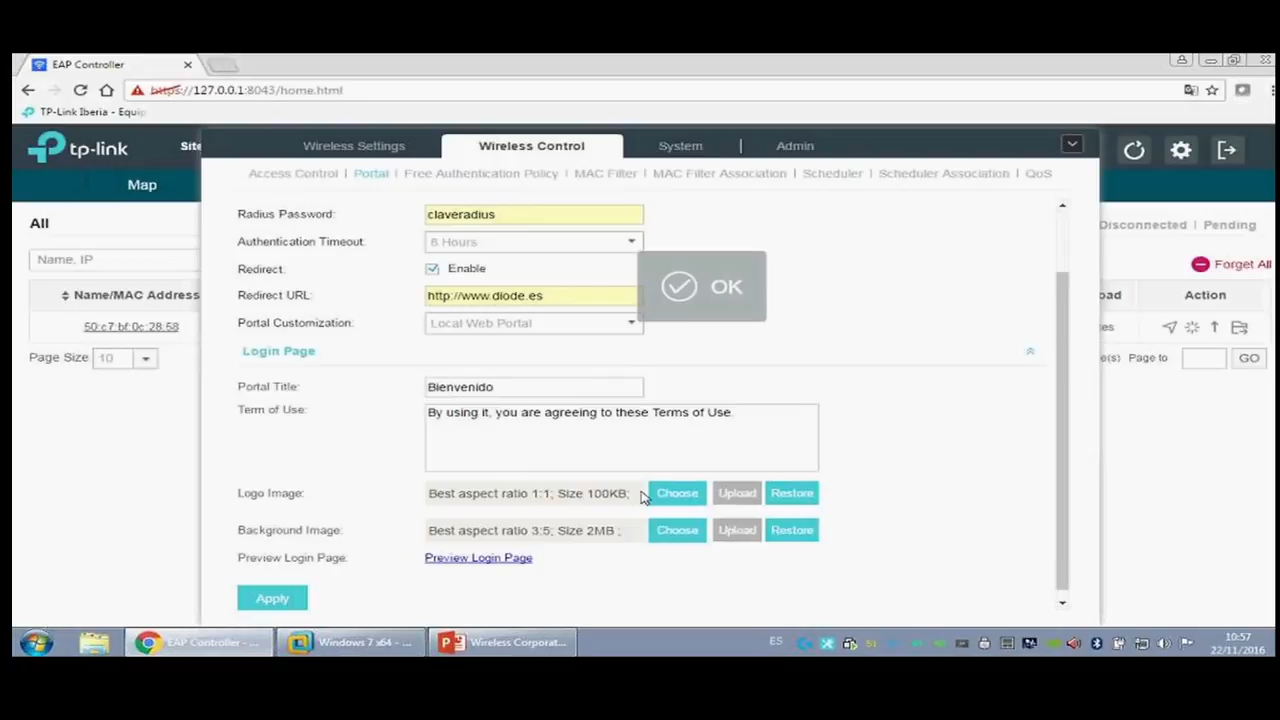 EAP Controller
https://127.0.0.1:8043/home.html
TP-Link Iberia - Equip
tp-link
Site
Wireless Settings
Wireless Control
System
|
Admin
Map
Access Control | Portal | Free Authentication Policy | MAC Filter | MAC Filter Association | Scheduler | Scheduler Association | QoS
All
Disconnected | Pending
Name, IP
Forget All
Name/MAC Address
oad
Action
50:c7:bf:0c:28:58
es
Page Size 10
e(s) Page to
GO
Radius Password: claveradius
Authentication Timeout: 6 Hours
Redirect: Enable
OK
Redirect URL: http://www.diode.es
Portal Customization: Local Web Portal
Login Page
Portal Title: Bienvenido
Term of Use: By using it, you are agreeing to these Terms of Use.
Logo Image: Best aspect ratio 1:1; Size 100KB; Choose Upload Restore
Background Image: Best aspect ratio 3:5; Size 2MB ; Choose Upload Restore
Preview Login Page: Preview Login Page
Apply
EAP Controller - ...
Windows 7 x64 - ...
Wireless Corporat...
ES
10:57
22/11/2016